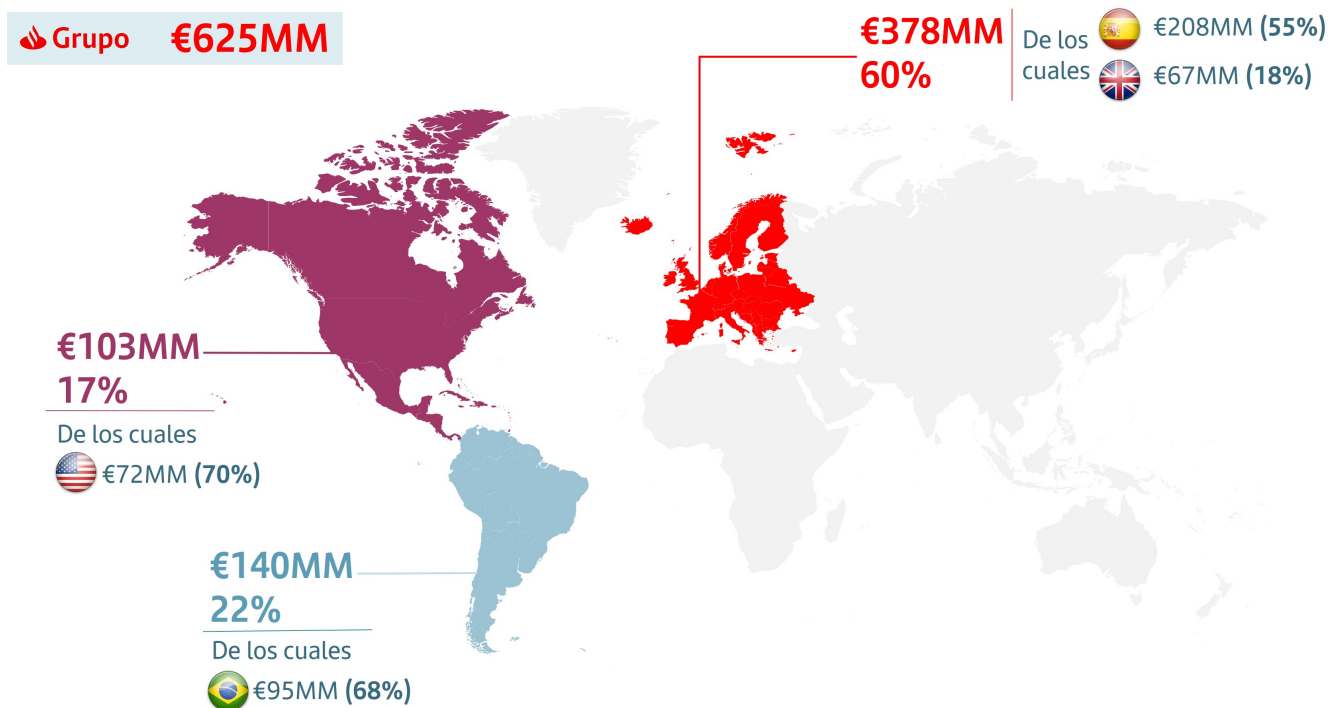 Grupo €625MM
€378MM
60%
De los cuales
€208MM (55%)
€67MM (18%)
€103MM
17%
De los cuales
€72MM (70%)
€140MM
22%
De los cuales
€95MM (68%)